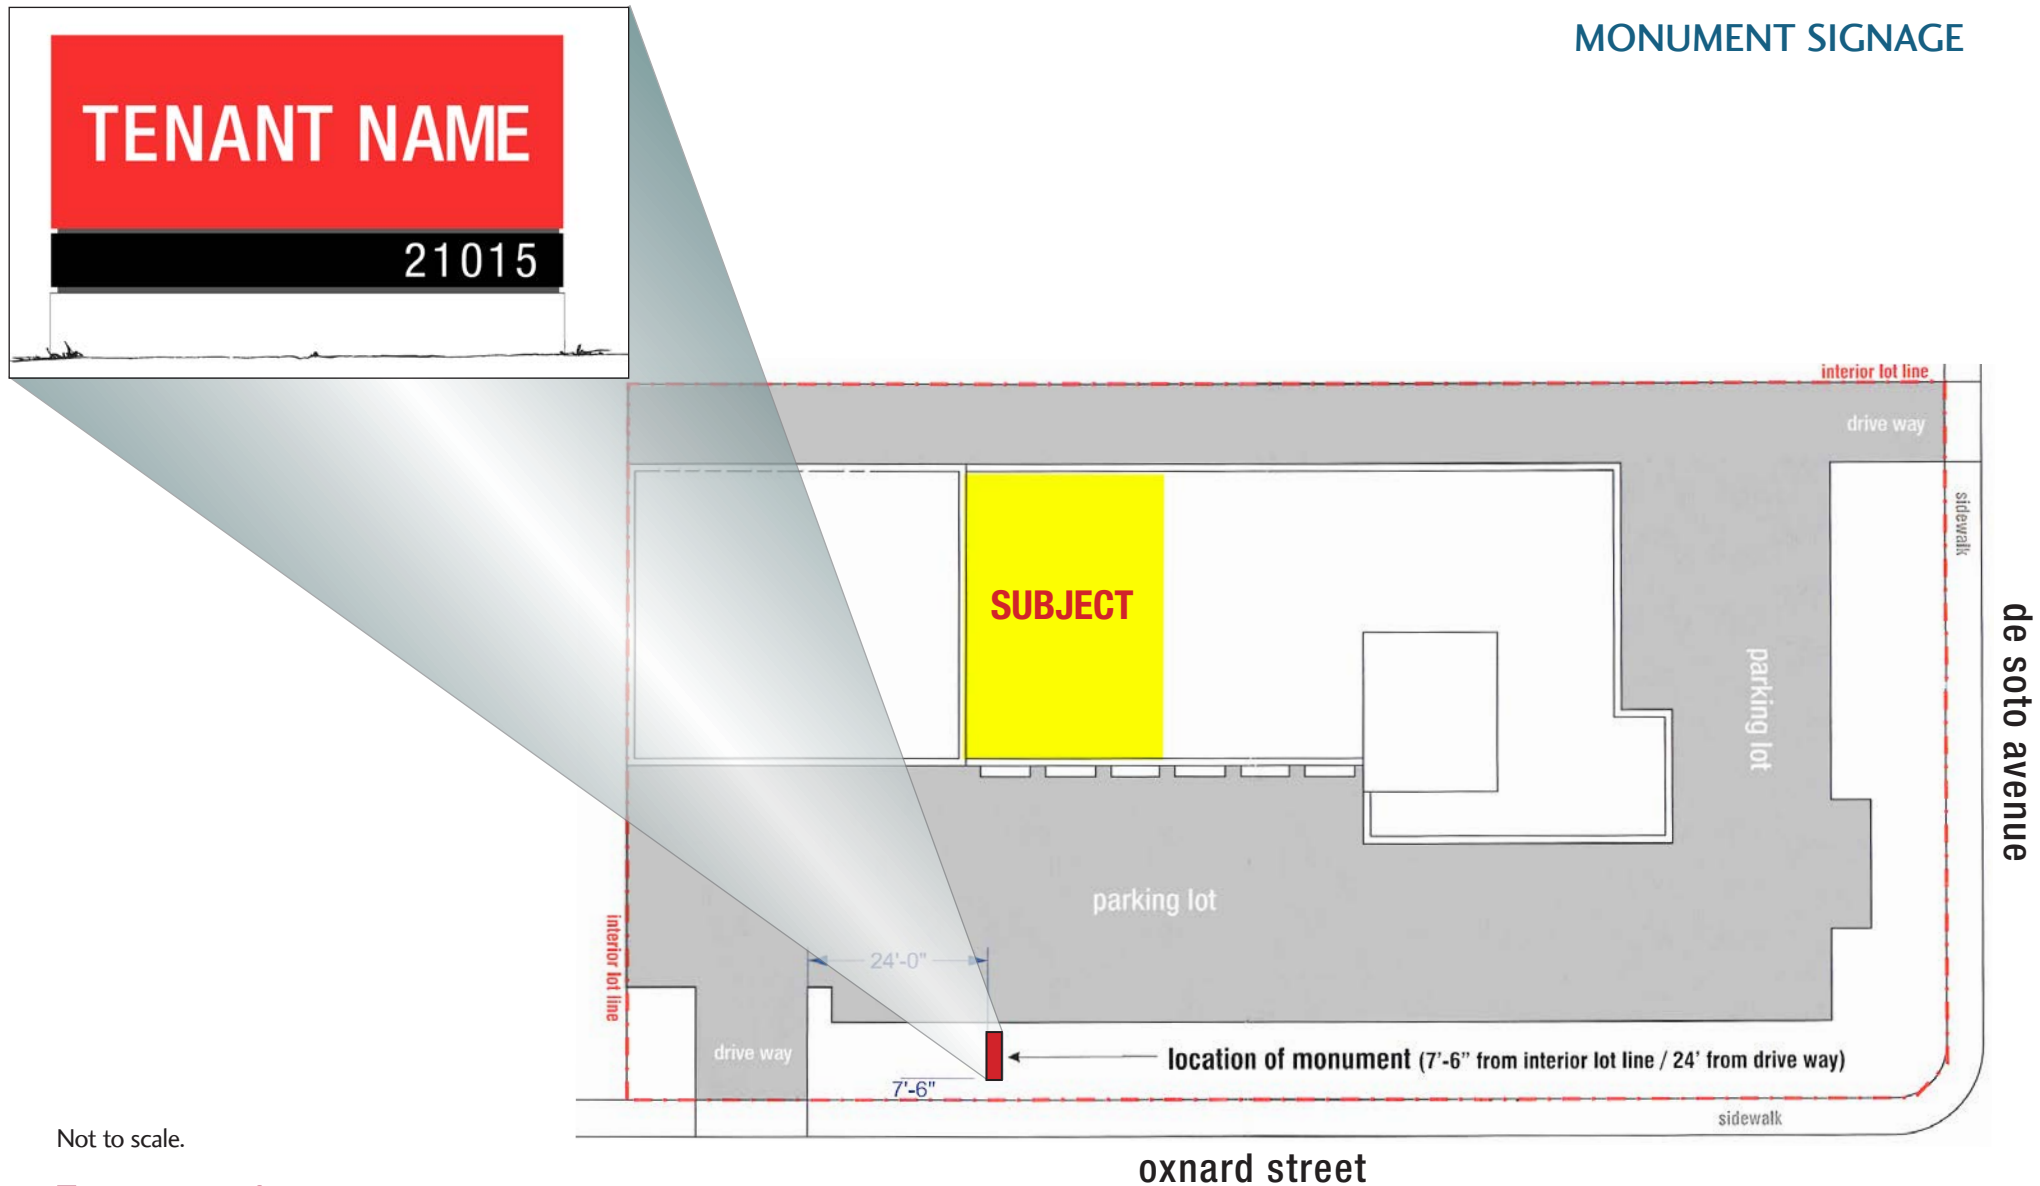 MONUMENT SIGNAGE
TENANT NAME
21015
interior lot line
drive way
sidewalk
SUBJECT
parking lot
de soto avenue
parking lot
interior lot line
24'-0"
drive way
location of monument (7'-6" from interior lot line / 24' from drive way)
7'-6"
sidewalk
Not to scale.
oxnard street